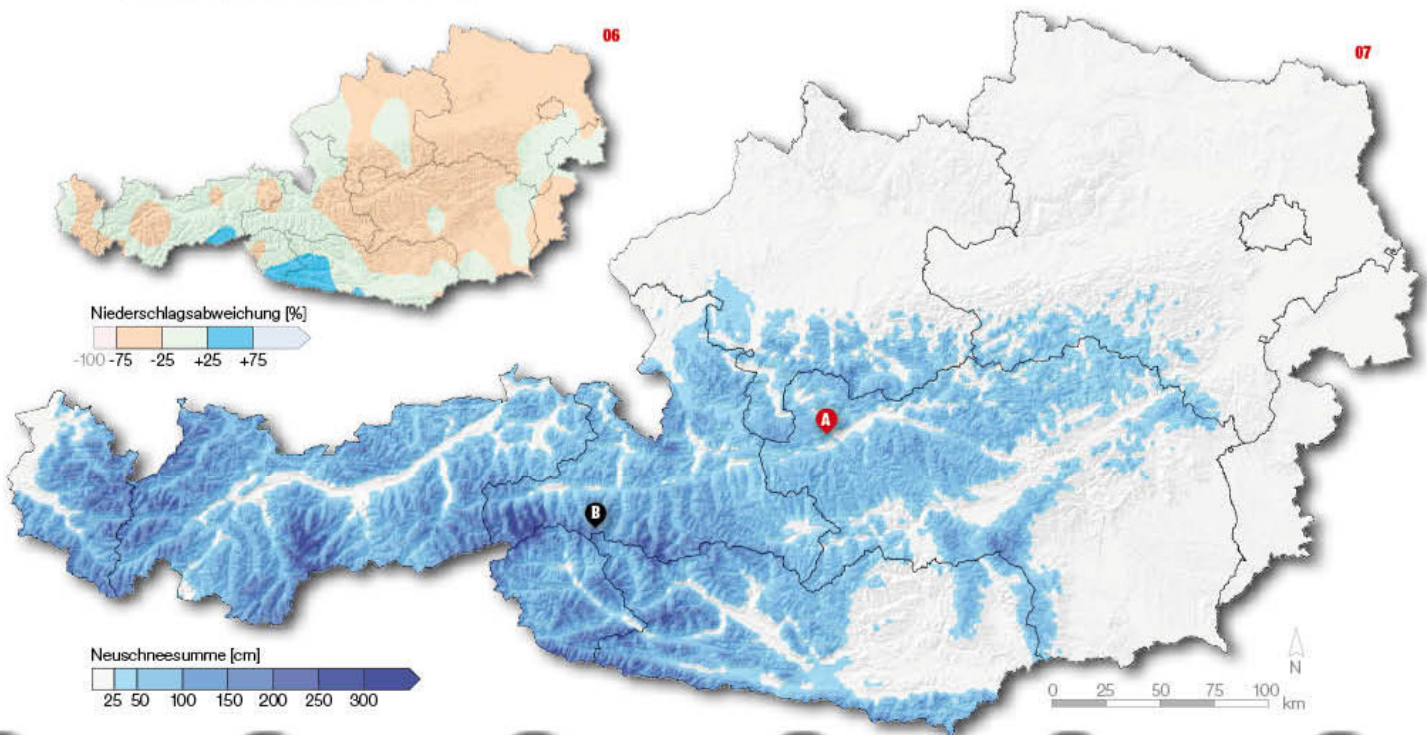 06
07
Niederschlagsabweichung [%]
-100 -75 -25 +25 +75
A
B
Neuschneesumme [cm]
25 50 100 150 200 250 300
N
0 25 50 75 100
km